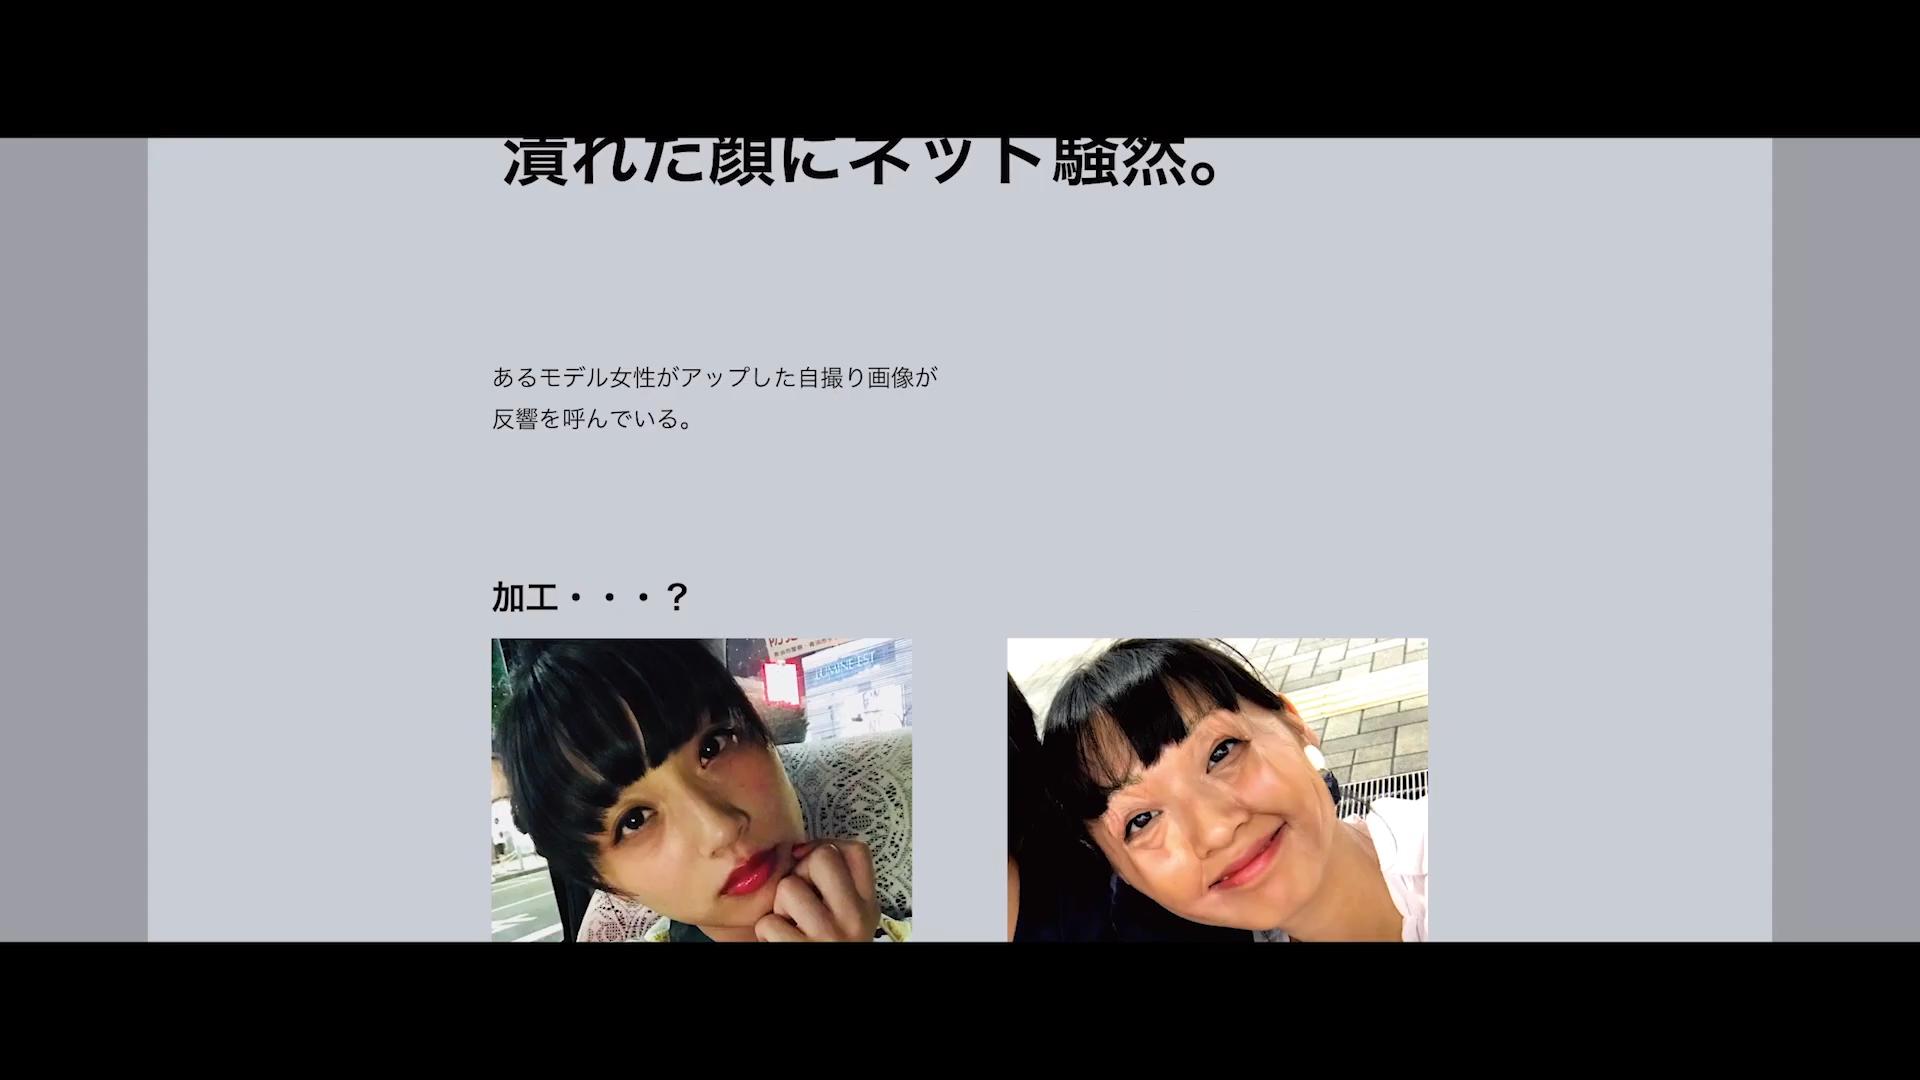 潰れた顔にネット騒然。
あるモデル女性がアップした自撮り画像が
反響を呼んでいる。
加工・・・？
LUMINE EST